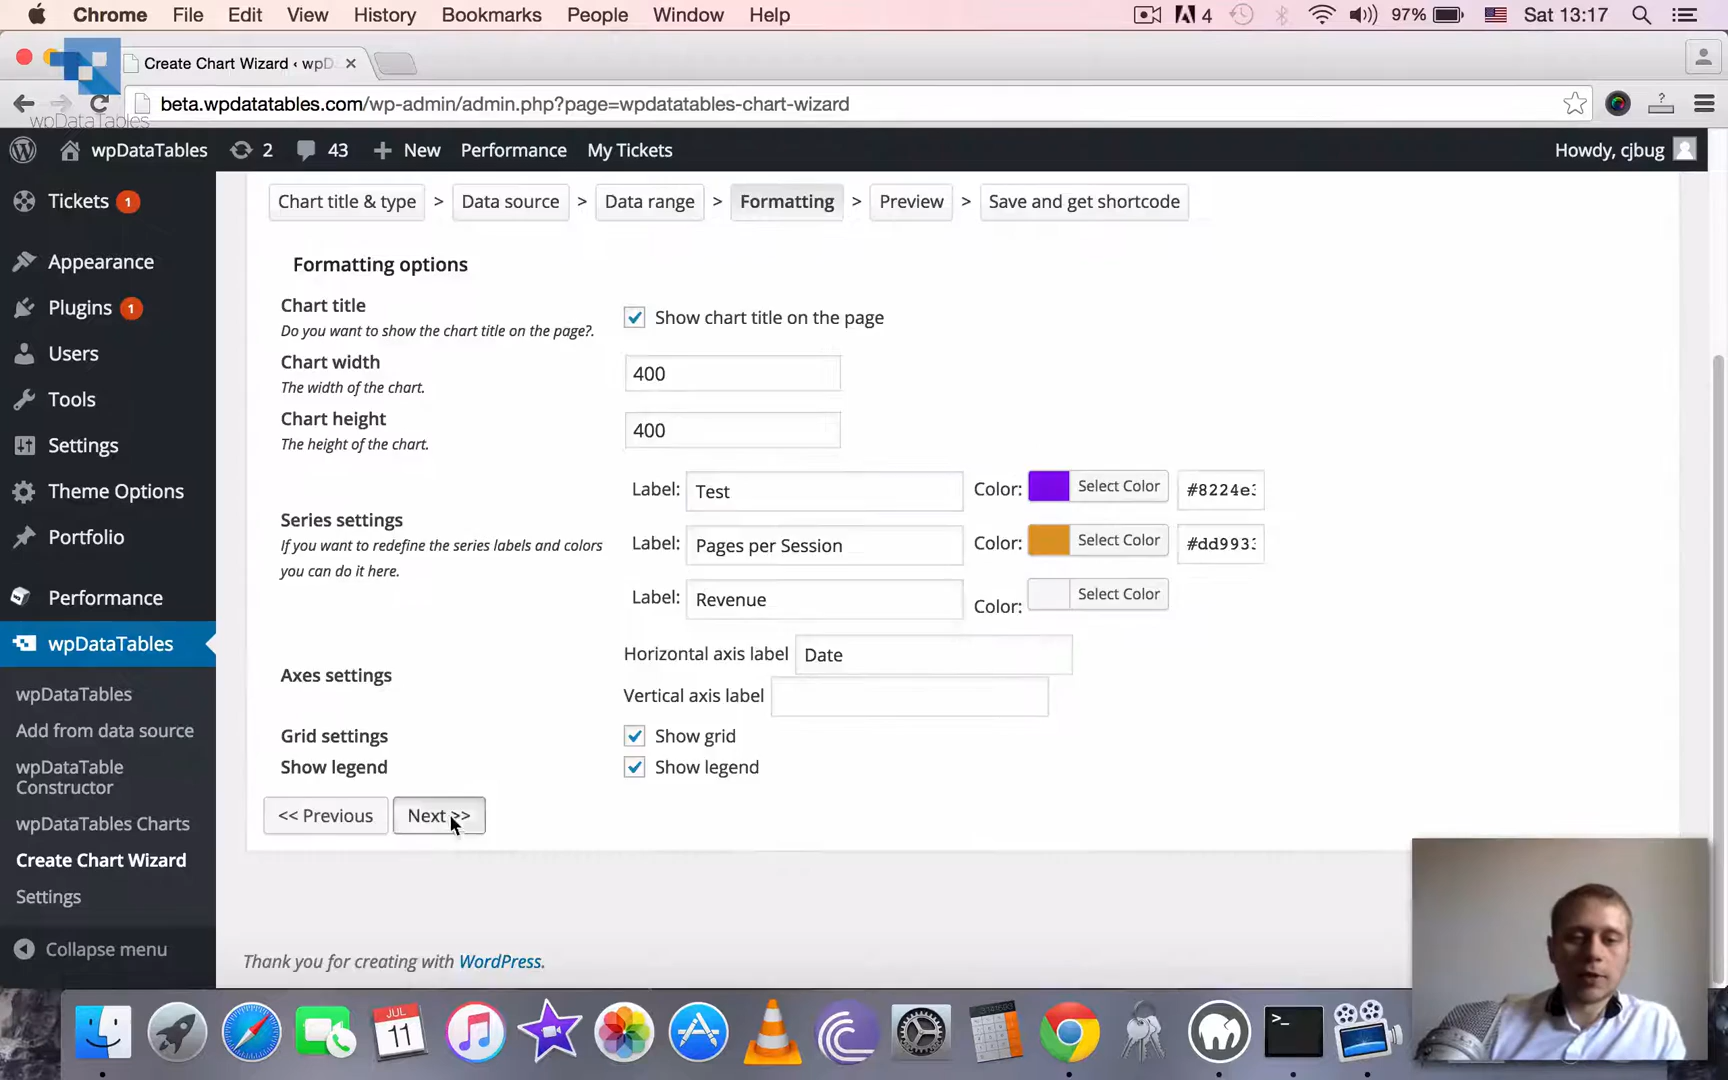 Chrome File Edit View History Bookmarks People Window Help 4 97% Sat 13:17
Create Chart Wizard ‹ wpD
beta.wpdatatables.com/wp-admin/admin.php?page=wpdatatables-chart-wizard
wpDataTables
wpDataTables 2 43 New Performance My Tickets Howdy, cjbug
Tickets 1
Appearance
Plugins 1
Users
Tools
Settings
Theme Options
Portfolio
Performance
wpDataTables
wpDataTables
Add from data source
wpDataTable
Constructor
wpDataTables Charts
Create Chart Wizard
Settings
Collapse menu
Chart title & type > Data source > Data range > Formatting > Preview > Save and get shortcode
Formatting options
Chart title
Do you want to show the chart title on the page?.
Show chart title on the page
Chart width
The width of the chart.
400
Chart height
The height of the chart.
400
Series settings
If you want to redefine the series labels and colors
you can do it here.
Label: Test Color: Select Color #8224e
Label: Pages per Session Color: Select Color #dd993
Label: Revenue Color: Select Color
Axes settings
Horizontal axis label Date
Vertical axis label
Grid settings Show grid
Show legend Show legend
<< Previous Next >>
Thank you for creating with WordPress.
JUL
11